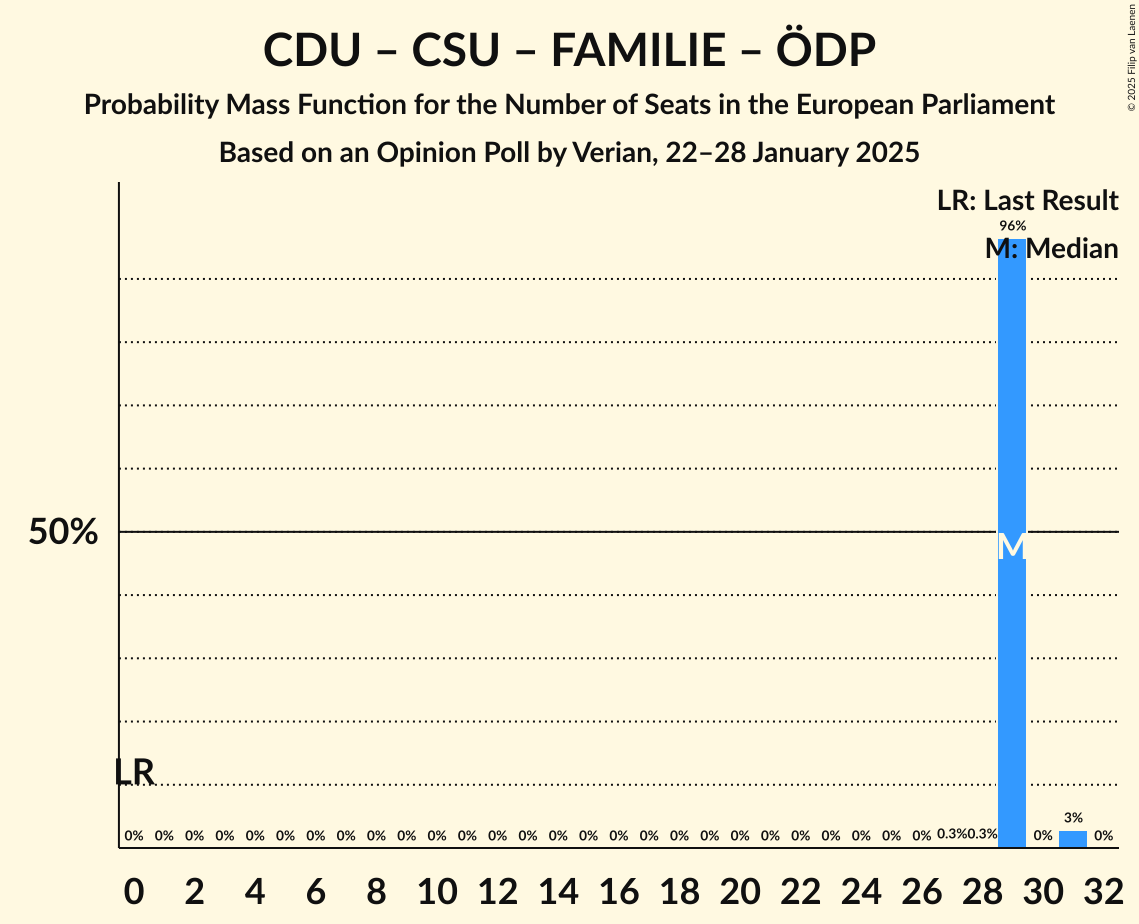 CDU – CSU – FAMILIE – ÖDP
Probability Mass Function for the Number of Seats in the European Parliament
Based on an Opinion Poll by Verian, 22–28 January 2025
© 2025 Filip van Laenen
LR: Last Result
96%
M: Median
50%
M
LR
3%
0% 0% 0% 0% 0% 0% 0% 0% 0% 0% 0% 0% 0% 0% 0% 0% 0% 0% 0% 0% 0% 0% 0% 0% 0% 0% 0% 0.3% 0.3% 0% 0%
0 2 4 6 8 10 12 14 16 18 20 22 24 26 28 30 32